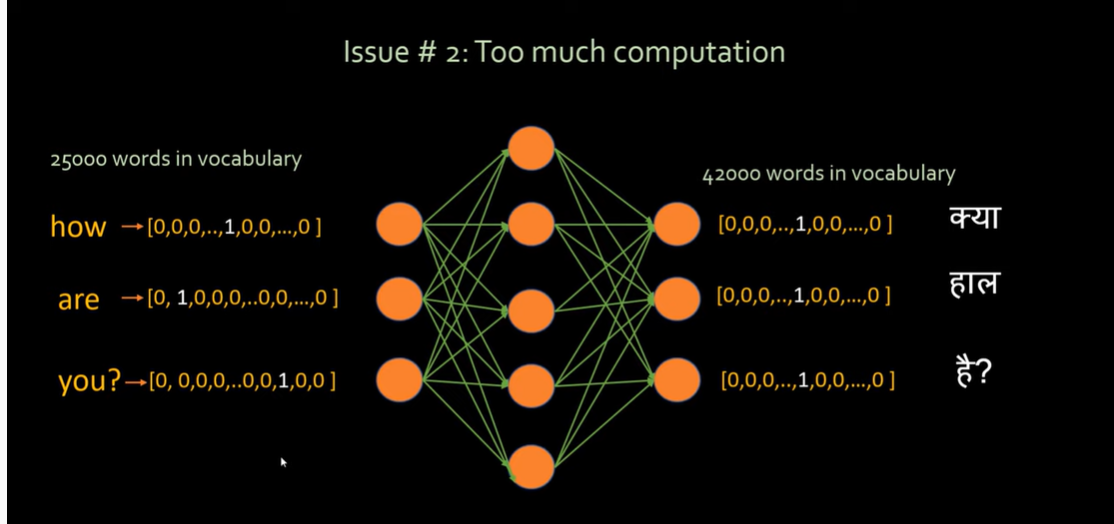 Issue # 2: Too much computation
25000 words in vocabulary
42000 words in vocabulary
how →[0,0,0,..,1,0,0,...,0 ] [0,0,0,..,1,0,0,...,0 ] क्या
are →[0, 1,0,0,0,..0,0,...,0 ] [0,0,0,..,1,0,0,...,0 ] हाल
you?→[0, 0,0,0,..0,0,1,0,0 ] [0,0,0,..,1,0,0,...,0 ] है?